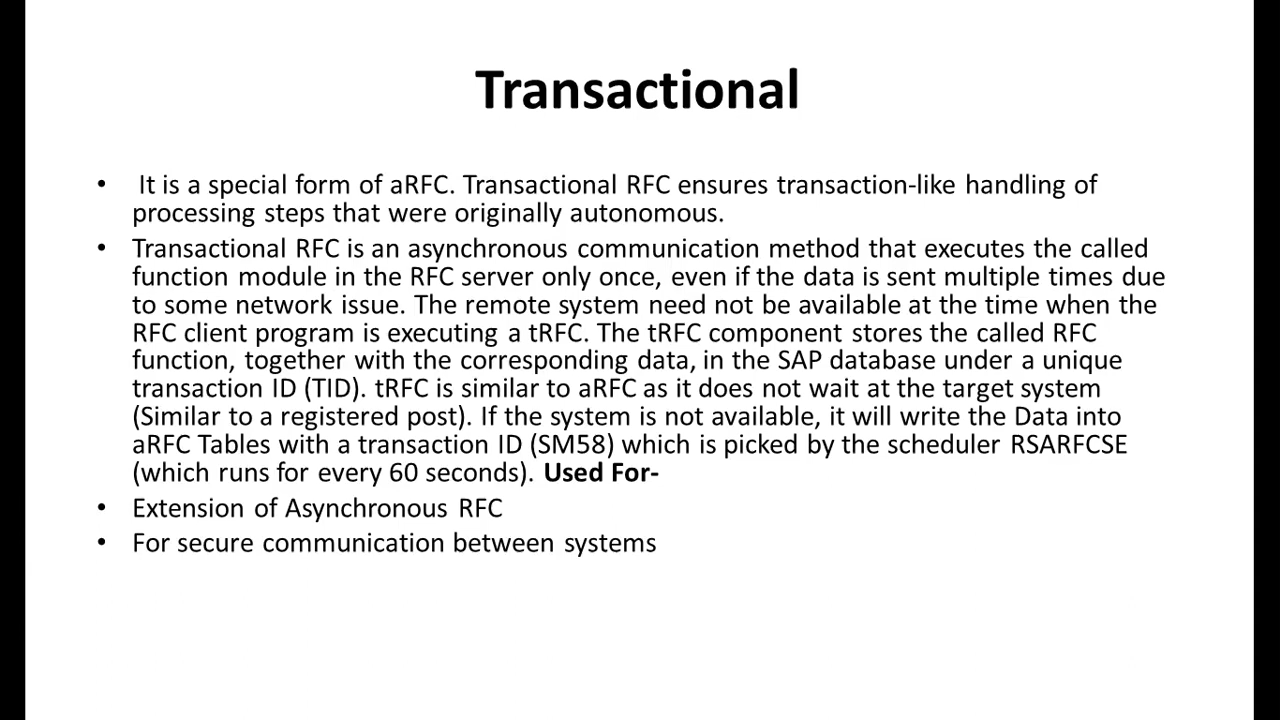 Transactional
• It is a special form of aRFC. Transactional RFC ensures transaction-like handling of
processing steps that were originally autonomous.
• Transactional RFC is an asynchronous communication method that executes the called
function module in the RFC server only once, even if the data is sent multiple times due
to some network issue. The remote system need not be available at the time when the
RFC client program is executing a tRFC. The tRFC component stores the called RFC
function, together with the corresponding data, in the SAP database under a unique
transaction ID (TID). tRFC is similar to aRFC as it does not wait at the target system
(Similar to a registered post). If the system is not available, it will write the Data into
aRFC Tables with a transaction ID (SM58) which is picked by the scheduler RSARFCSE
(which runs for every 60 seconds). Used For-
• Extension of Asynchronous RFC
• For secure communication between systems